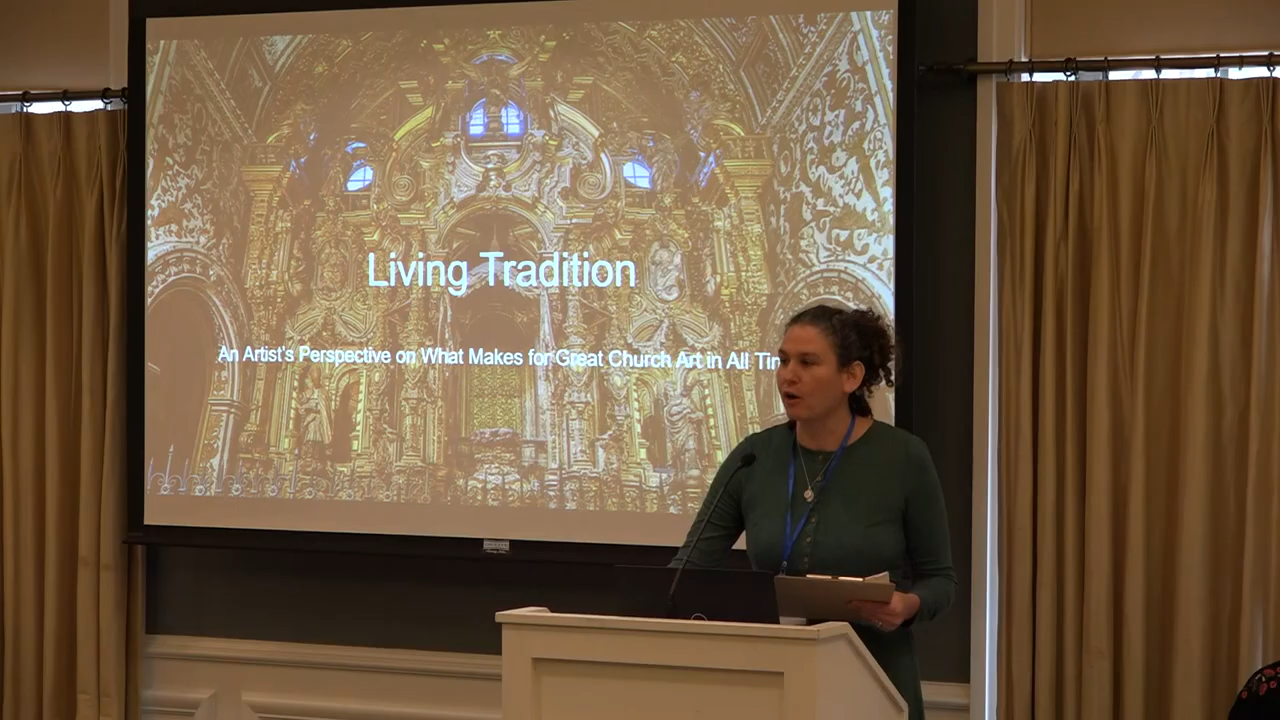 Living Tradition
An Artist's Perspective on What Makes for Great Church Art in All